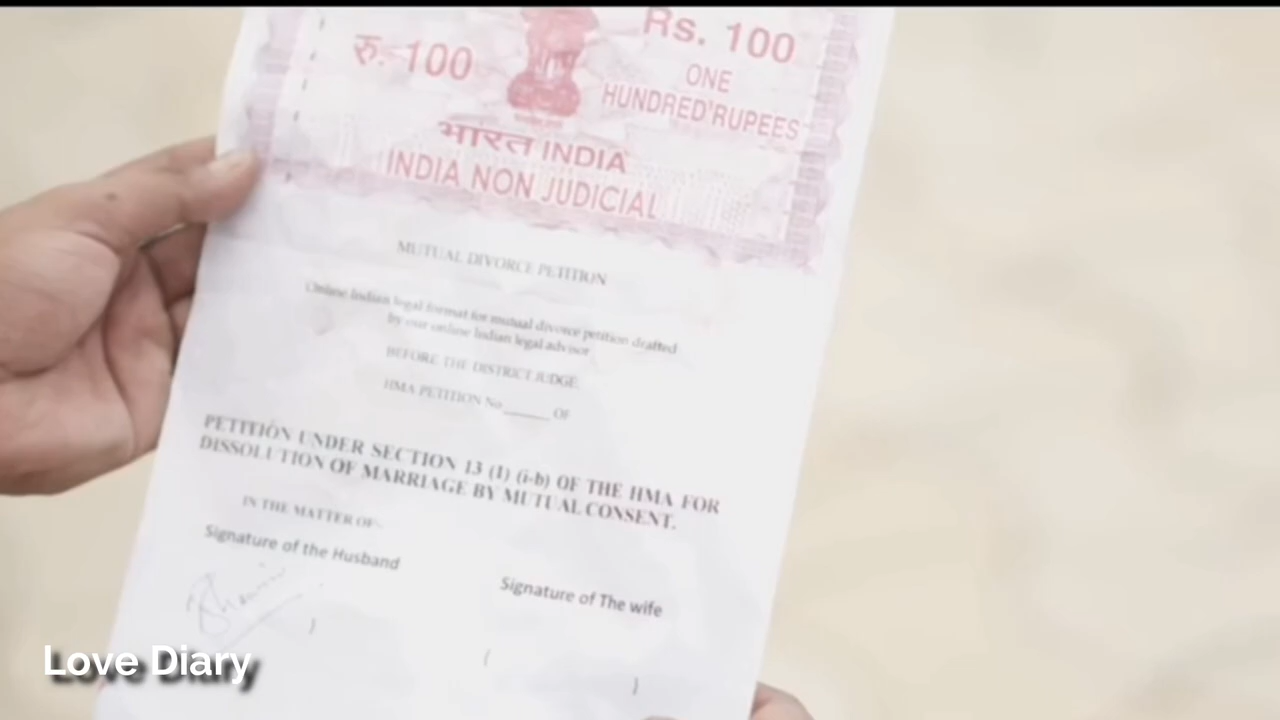 रु. 100
Rs. 100
ONE
HUNDRED RUPEES
भारत INDIA
INDIA NON JUDICIAL
MUTUAL DIVORCE PETITION
Online Indian legal format for mutual divorce petition drafted
by our online Indian legal advisor
BEFORE THE DISTRICT JUDGE
HMA PETITION No______ OF
PETITION UNDER SECTION 13 (1) (i-b) OF THE HMA FOR
DISSOLUTION OF MARRIAGE BY MUTUAL CONSENT.
IN THE MATTER OF-
Signature of the Husband
Signature of The wife
)
( )
Love Diary